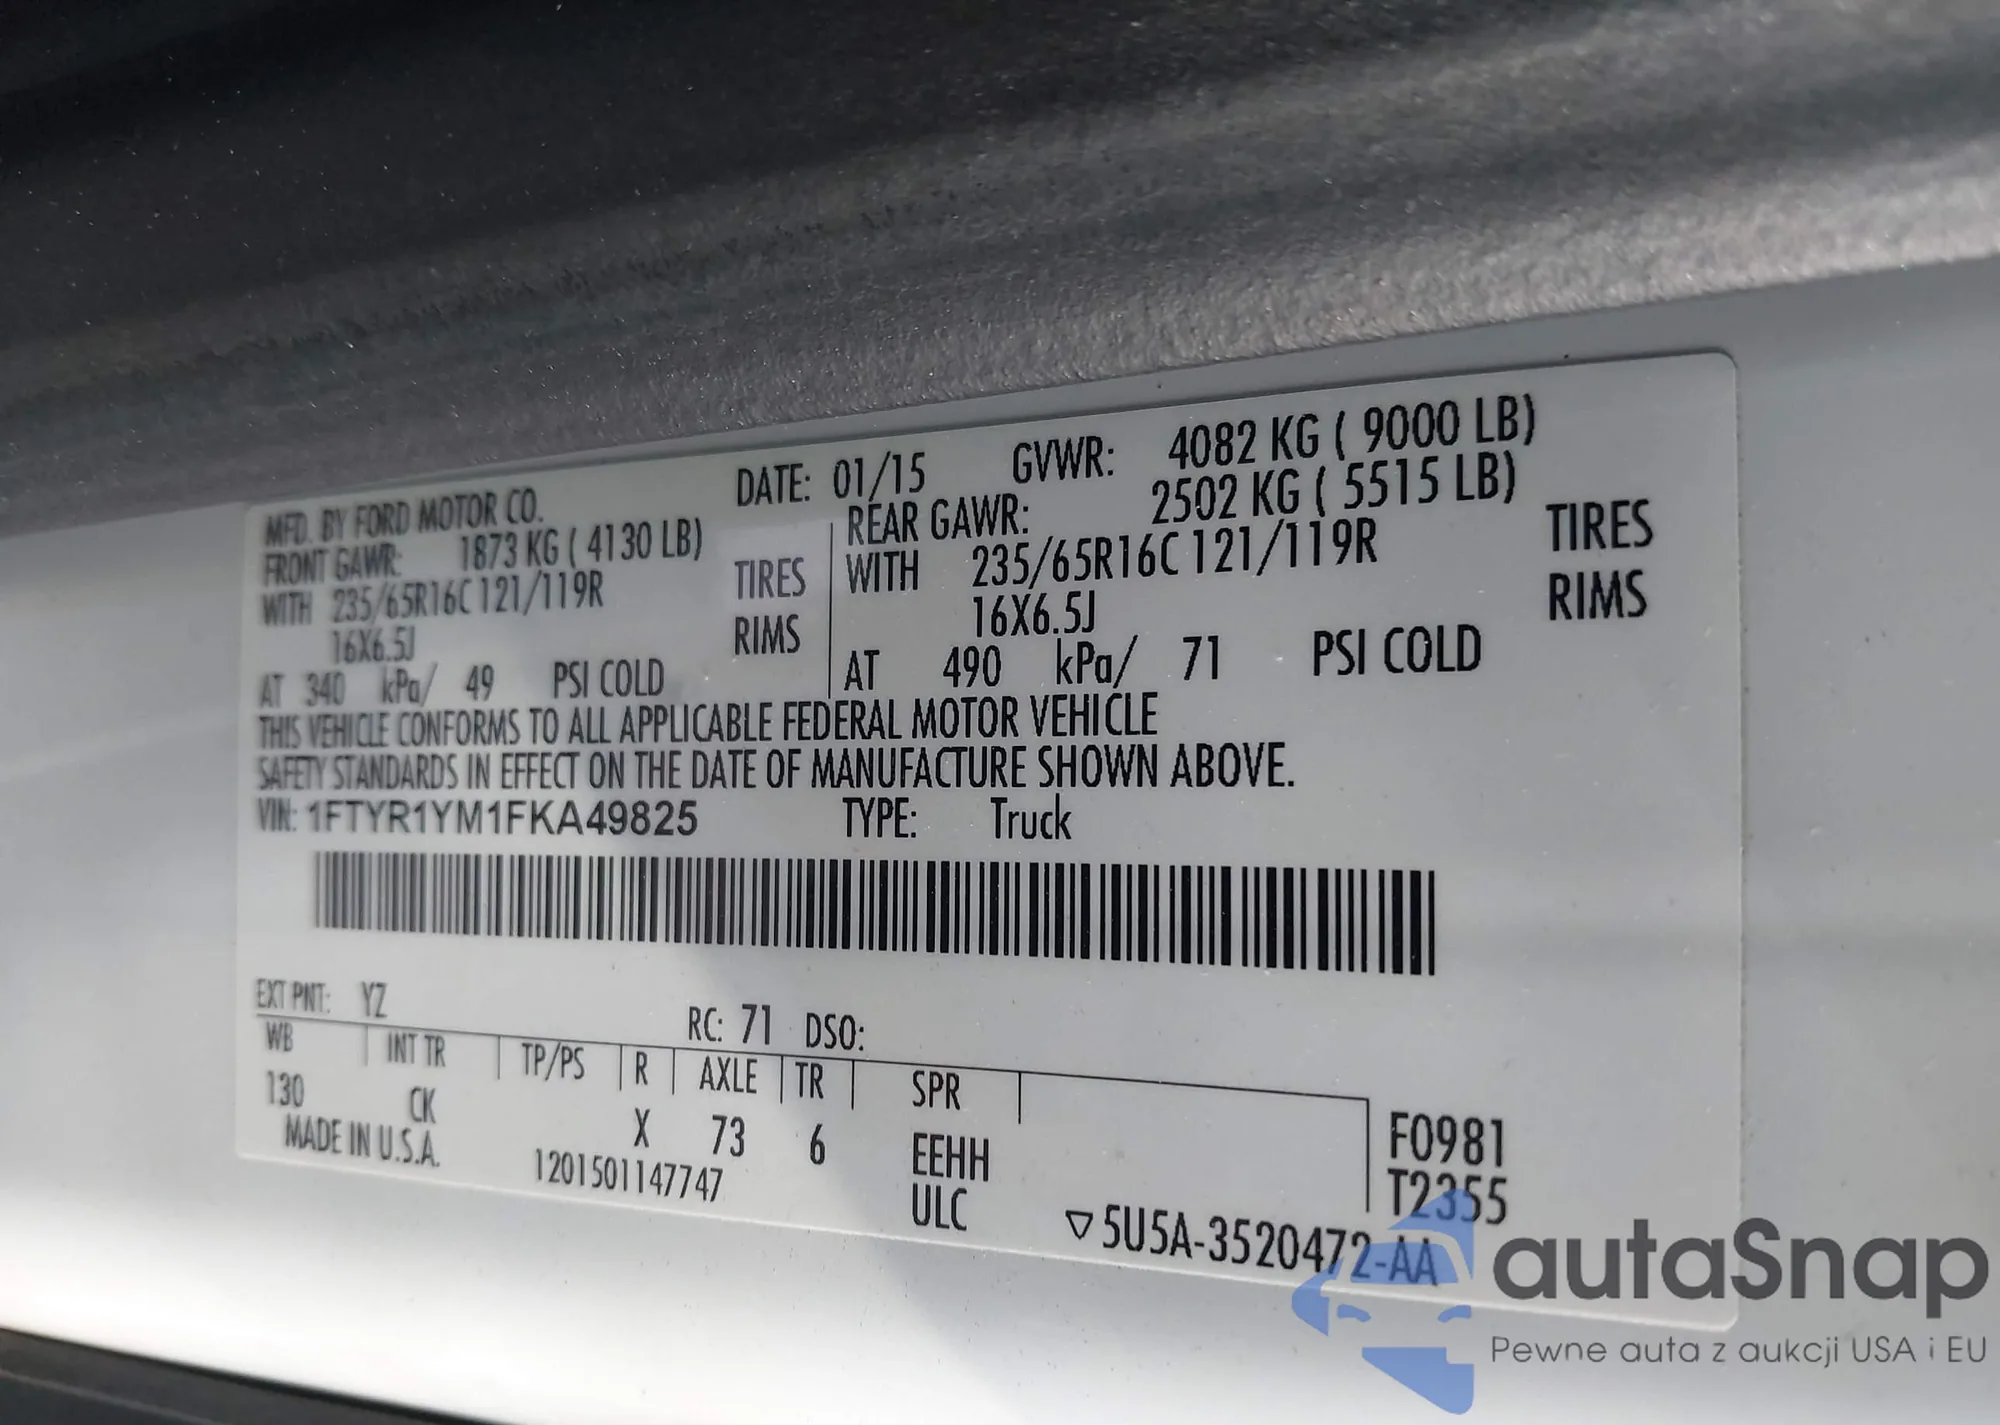 MFD. BY FORD MOTOR CO. DATE: 01/15 GVWR: 4082 KG ( 9000 LB)
FRONT GAWR: 1873 KG ( 4130 LB) REAR GAWR: 2502 KG ( 5515 LB)
WITH 235/65R16C 121/119R TIRES WITH 235/65R16C 121/119R TIRES
16X6.5J RIMS 16X6.5J RIMS
AT 340 kPa/ 49 PSI COLD AT 490 kPa/ 71 PSI COLD
THIS VEHICLE CONFORMS TO ALL APPLICABLE FEDERAL MOTOR VEHICLE
SAFETY STANDARDS IN EFFECT ON THE DATE OF MANUFACTURE SHOWN ABOVE.
VIN: 1FTYR1YM1FKA49825 TYPE: Truck
EXT PNT: YZ RC: 71 DSO:
WB INT TR TP/PS R AXLE TR SPR
130 CK X 73 6 EEHH F0981
MADE IN U.S.A. 1201501147747 ULC T2355
▽5U5A-3520472-AA
autaSnap
Pewne auta z aukcji USA i EU